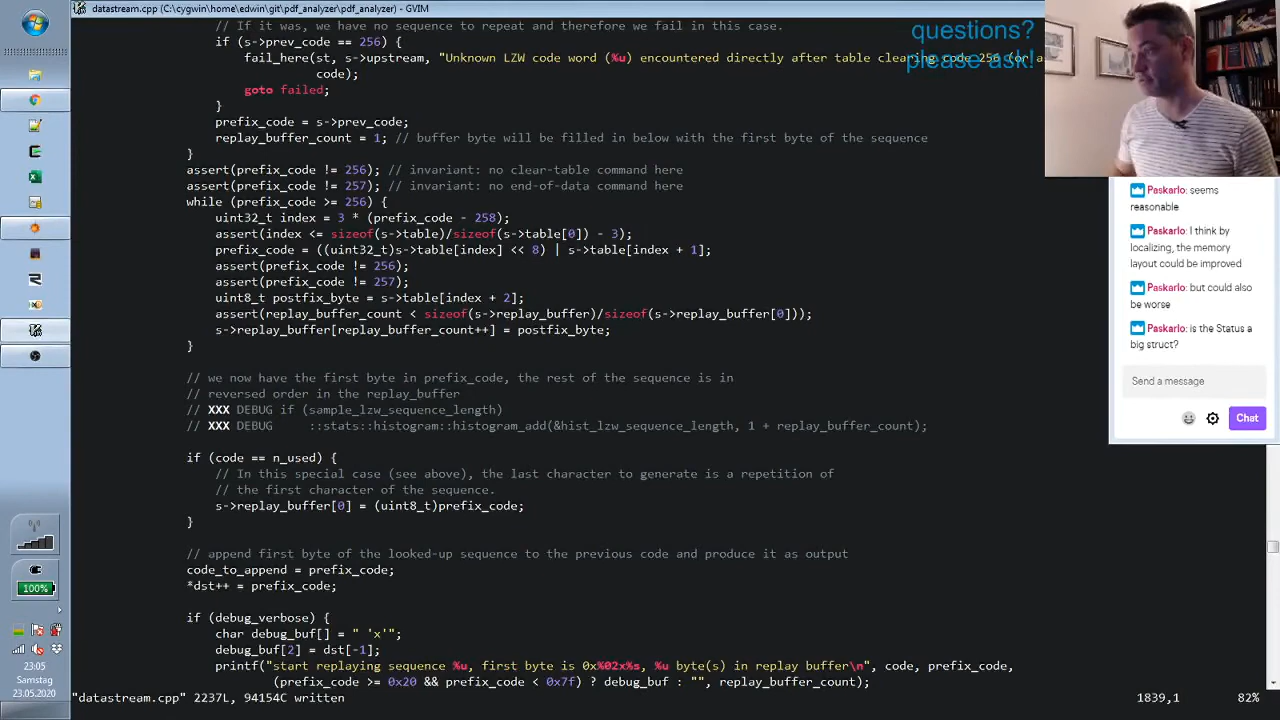 datastream.cpp (C:\cygwin\home\edwin\git\pdf_analyzer\pdf_analyzer) - GVIM
// If it was, we have no sequence to repeat and therefore we fail in this case.
if (s->prev_code == 256) {
fail_here(st, s->upstream, "Unknown LZW code word (%u) encountered directly after table clearing code 256 (or a
code);
goto failed;
}
prefix_code = s->prev_code;
replay_buffer_count = 1; // buffer byte will be filled in below with the first byte of the sequence
}
assert(prefix_code != 256); // invariant: no clear-table command here
assert(prefix_code != 257); // invariant: no end-of-data command here
while (prefix_code >= 256) {
uint32_t index = 3 * (prefix_code - 258);
assert(index <= sizeof(s->table)/sizeof(s->table[0]) - 3);
prefix_code = ((uint32_t)s->table[index] << 8) | s->table[index + 1];
assert(prefix_code != 256);
assert(prefix_code != 257);
uint8_t postfix_byte = s->table[index + 2];
assert(replay_buffer_count < sizeof(s->replay_buffer)/sizeof(s->replay_buffer[0]));
s->replay_buffer[replay_buffer_count++] = postfix_byte;
}
// we now have the first byte in prefix_code, the rest of the sequence is in
// reversed order in the replay_buffer
// XXX DEBUG if (sample_lzw_sequence_length)
// XXX DEBUG    ::stats::histogram::histogram_add(&hist_lzw_sequence_length, 1 + replay_buffer_count);
if (code == n_used) {
// In this special case (see above), the last character to generate is a repetition of
// the first character of the sequence.
s->replay_buffer[0] = (uint8_t)prefix_code;
}
// append first byte of the looked-up sequence to the previous code and produce it as output
code_to_append = prefix_code;
*dst++ = prefix_code;
if (debug_verbose) {
char debug_buf[] = " 'x'";
debug_buf[2] = dst[-1];
printf("start replaying sequence %u, first byte is 0x%02x%s, %u byte(s) in replay buffer\n", code, prefix_code,
(prefix_code >= 0x20 && prefix_code < 0x7f) ? debug_buf : "", replay_buffer_count);
"datastream.cpp" 2237L, 94154C written
1839,1
82%
questions?
please ask!
Paskarlo: seems
reasonable
Paskarlo: I think by
localizing, the memory
layout could be improved
Paskarlo: but could also
be worse
Paskarlo: is the Status a
big struct?
Send a message
Chat
100%
23:05
Samstag
23.05.2020